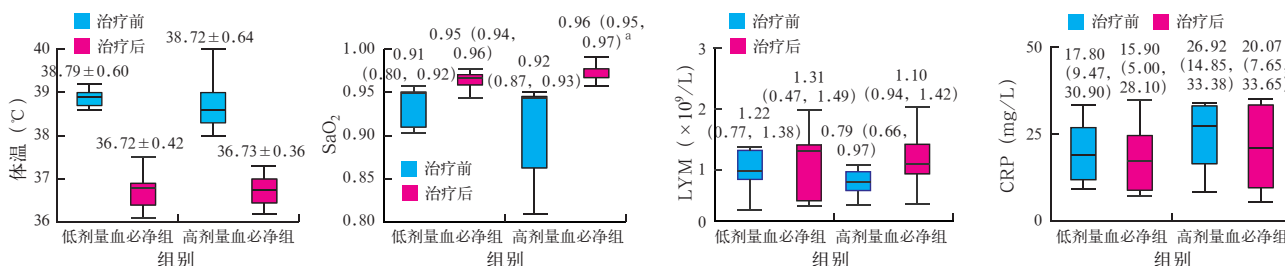 治疗前
治疗后
38.72±0.64
38.79±0.60
36.72±0.42
36.73±0.36
40
39
38
37
36
体温 (℃)
低剂量血必净组 高剂量血必净组
组别
0.91
(0.80, 0.92)
0.95 (0.94,
0.96)
0.92
(0.87, 0.93)
0.96 (0.95,
0.97)a
1.00
0.95
0.90
0.85
0.80
SaO2
治疗前
治疗后
低剂量血必净组 高剂量血必净组
组别
治疗前
治疗后
1.22
(0.77, 1.38)
1.31
(0.47, 1.49)
0.79 (0.66,
0.97)
1.10
(0.94, 1.42)
3
2
1
0
LYM (×10⁹/L)
低剂量血必净组 高剂量血必净组
组别
治疗前
治疗后
17.80
(9.47,
30.90)
15.90
(5.00,
28.10)
26.92
(14.85,
33.38)
20.07
(7.65,
33.65)
50
25
0
CRP (mg/L)
低剂量血必净组 高剂量血必净组
组别